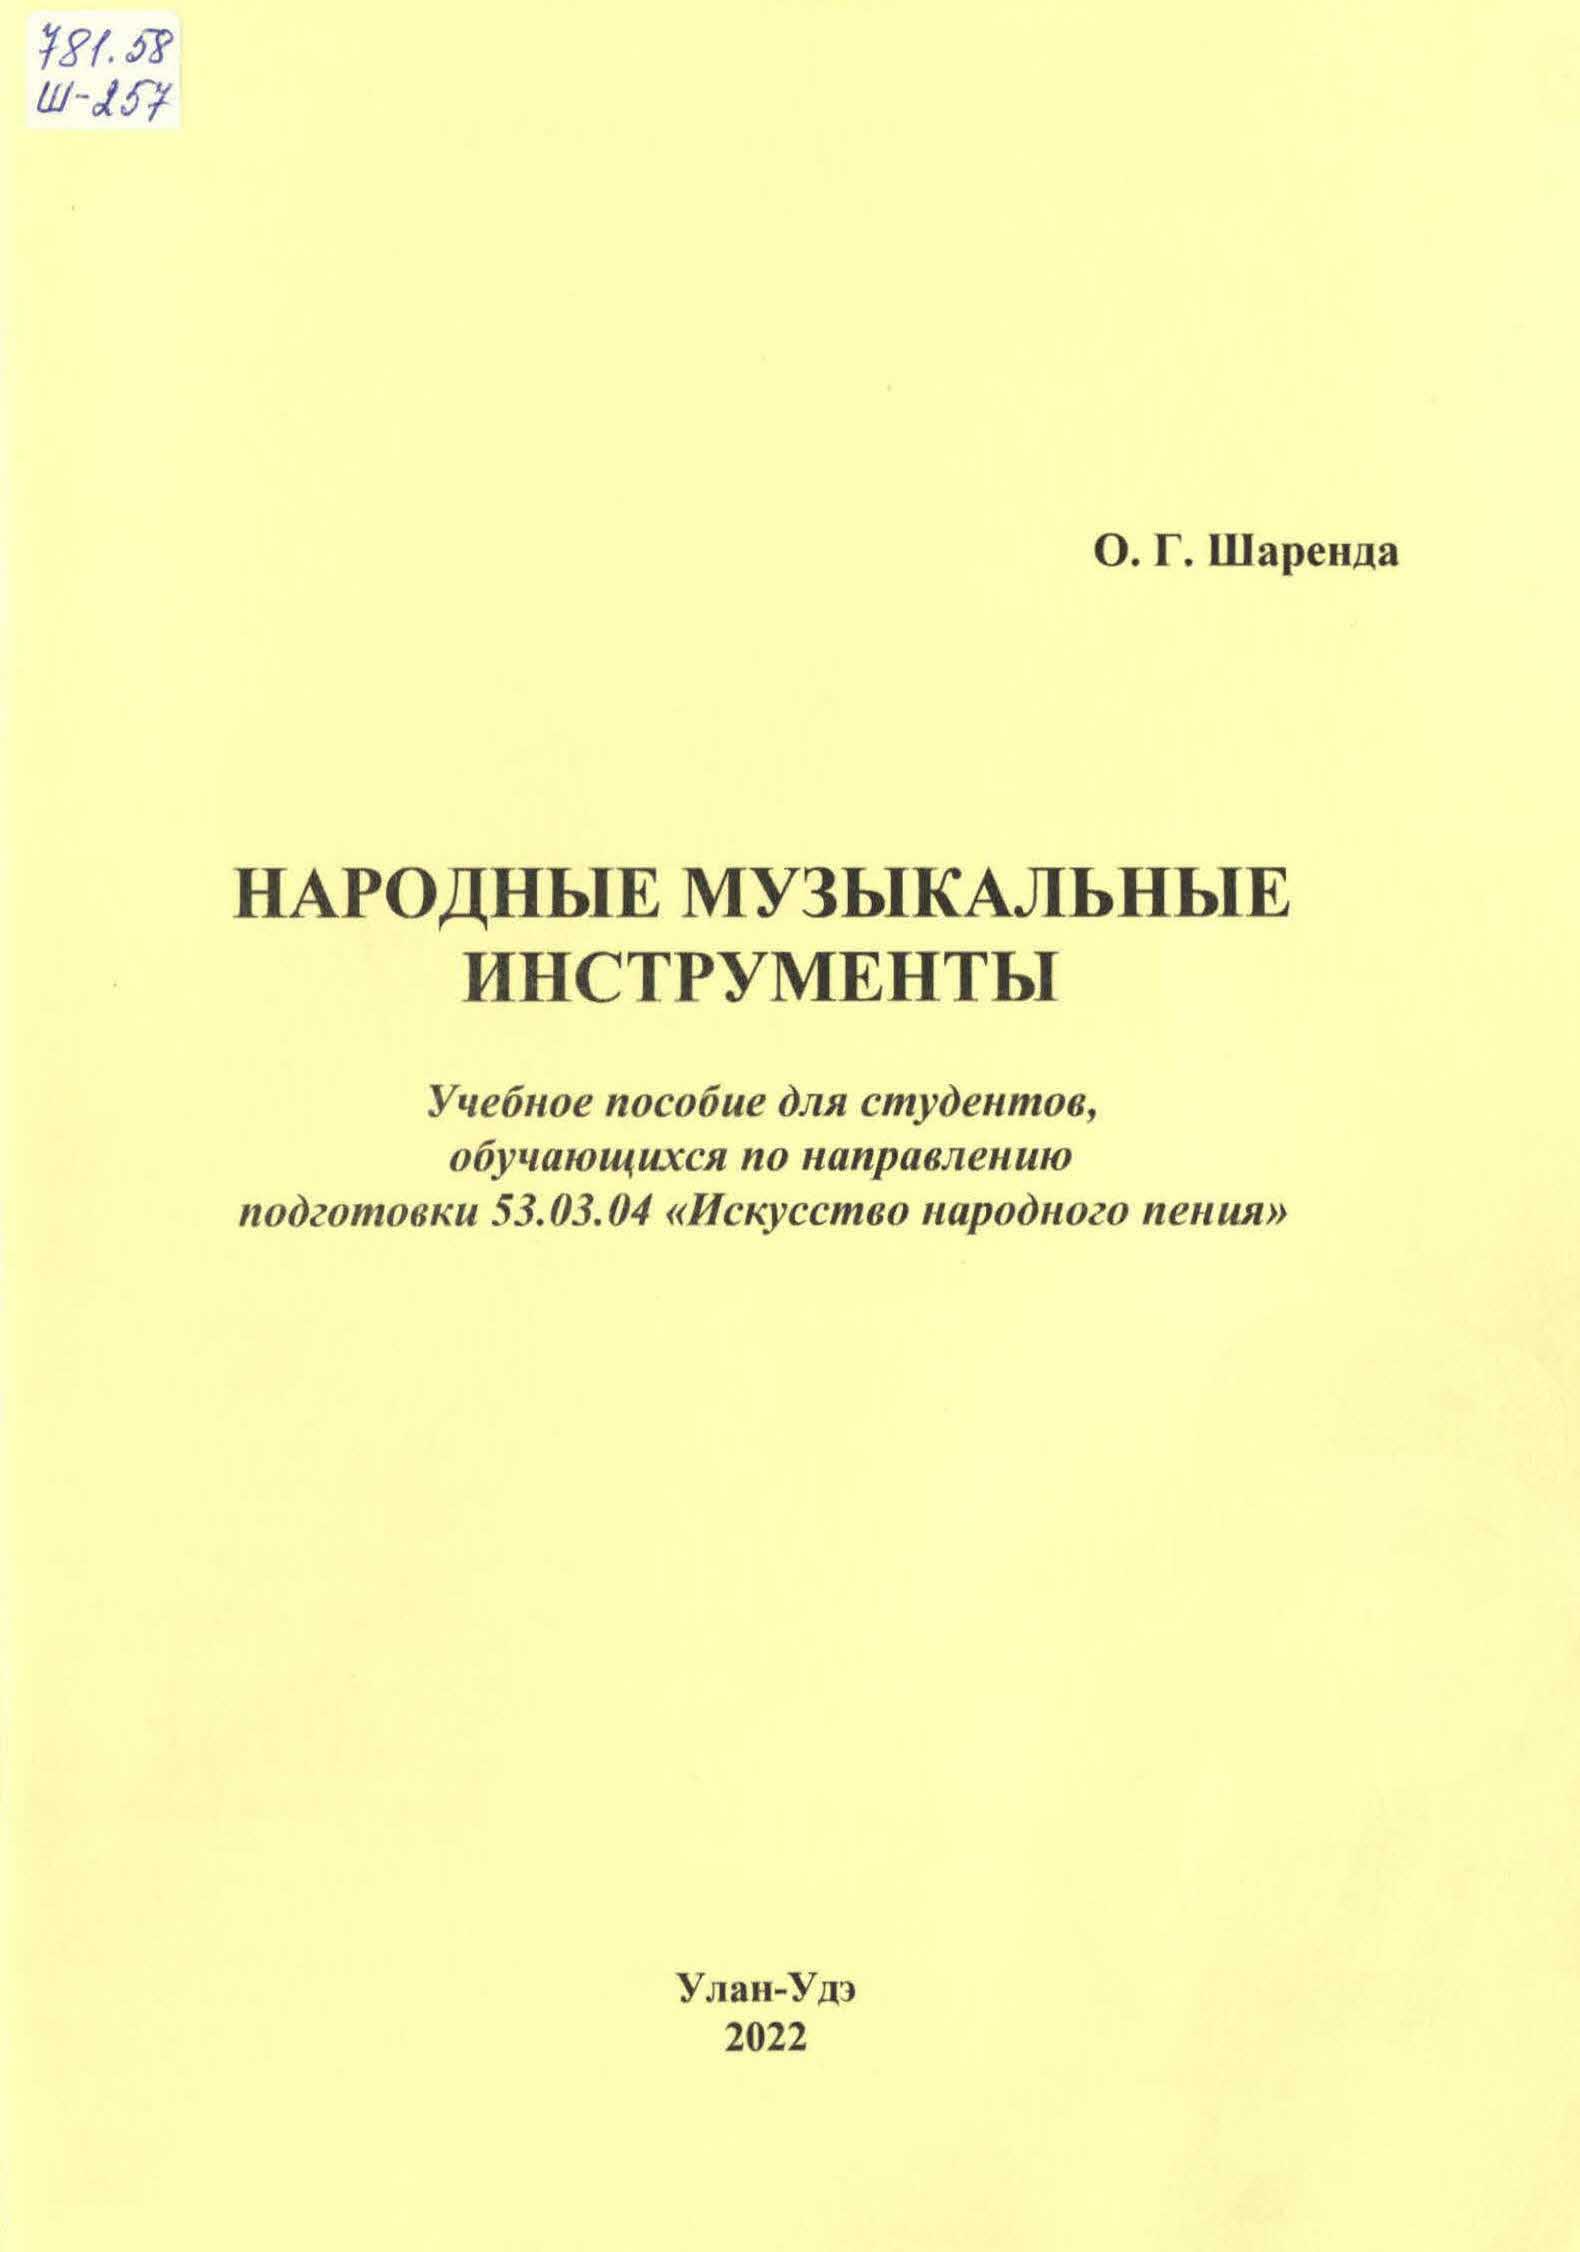 781.58
Ш-257
О. Г. Шаренда
НАРОДНЫЕ МУЗЫКАЛЬНЫЕ
ИНСТРУМЕНТЫ
Учебное пособие для студентов,
обучающихся по направлению
подготовки 53.03.04 «Искусство народного пения»
Улан-Удэ
2022